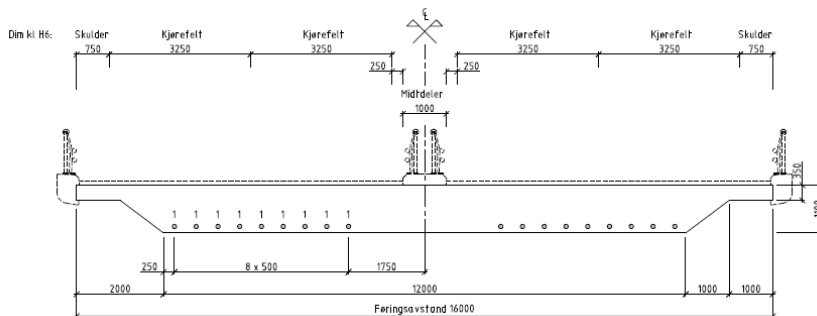 ℄
Dim kl H6: Skulder Kjørefelt Kjørefelt Kjørefelt Kjørefelt Skulder
750 3250 3250 3250 3250 750
250 250
Midtdeler
1000
350
1 1 1 1 1 1 1 1 1
1100
250 8 x 500 1750
2000 12000 1000 1000
Føringsavstand 16000